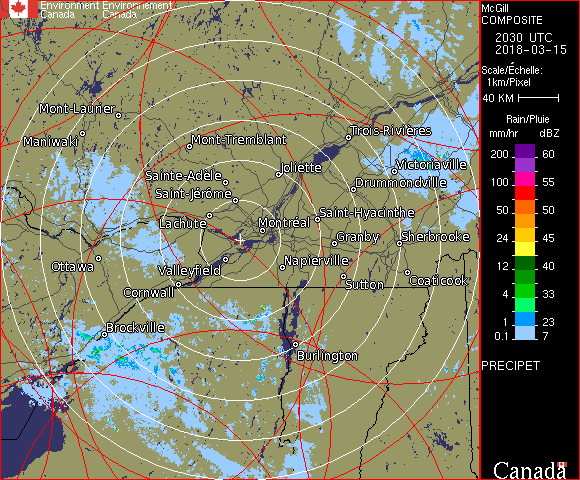 Environment Environnement
Canada Canada
McGill
COMPOSITE
2030 UTC
2018-03-15
Scale/Échelle:
1km/Pixel
40 KM
Rain/Pluie
mm/hr dBZ
200 60
100 55
50 50
24 45
12 40
4 33
1 23
0.1 7
PRECIPET
Canada
Mont-Laurier
Maniwaki
Mont-Tremblant
Trois-Rivières
Joliette
Victoriaville
Sainte-Adèle
Drummondville
Saint-Jérôme
Saint-Hyacinthe
Lachute
Montréal
Granby
Sherbrooke
Ottawa
Valleyfield
Napierville
Cornwall
Sutton
Coaticook
Brockville
Burlington